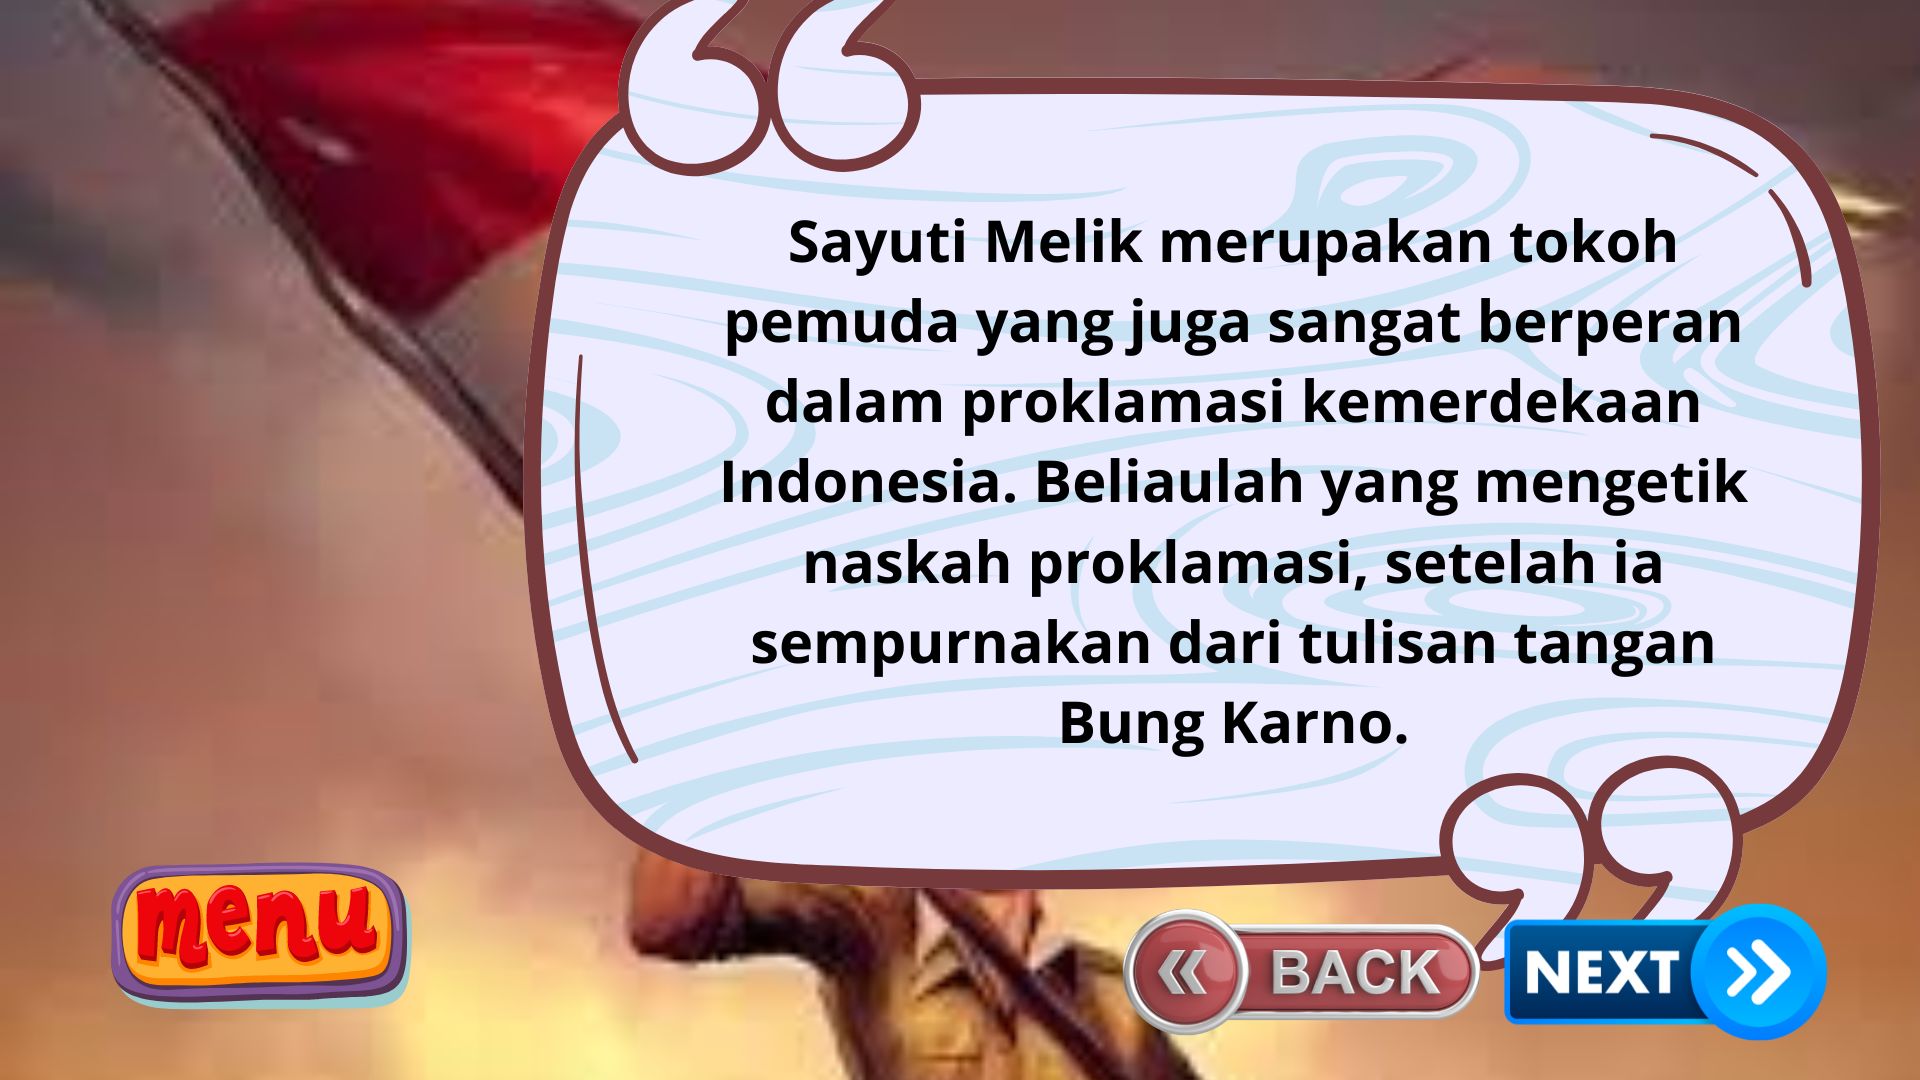 Sayuti Melik merupakan tokoh
pemuda yang juga sangat berperan
dalam proklamasi kemerdekaan
Indonesia. Beliaulah yang mengetik
naskah proklamasi, setelah ia
sempurnakan dari tulisan tangan
Bung Karno.
menu
BACK
NEXT